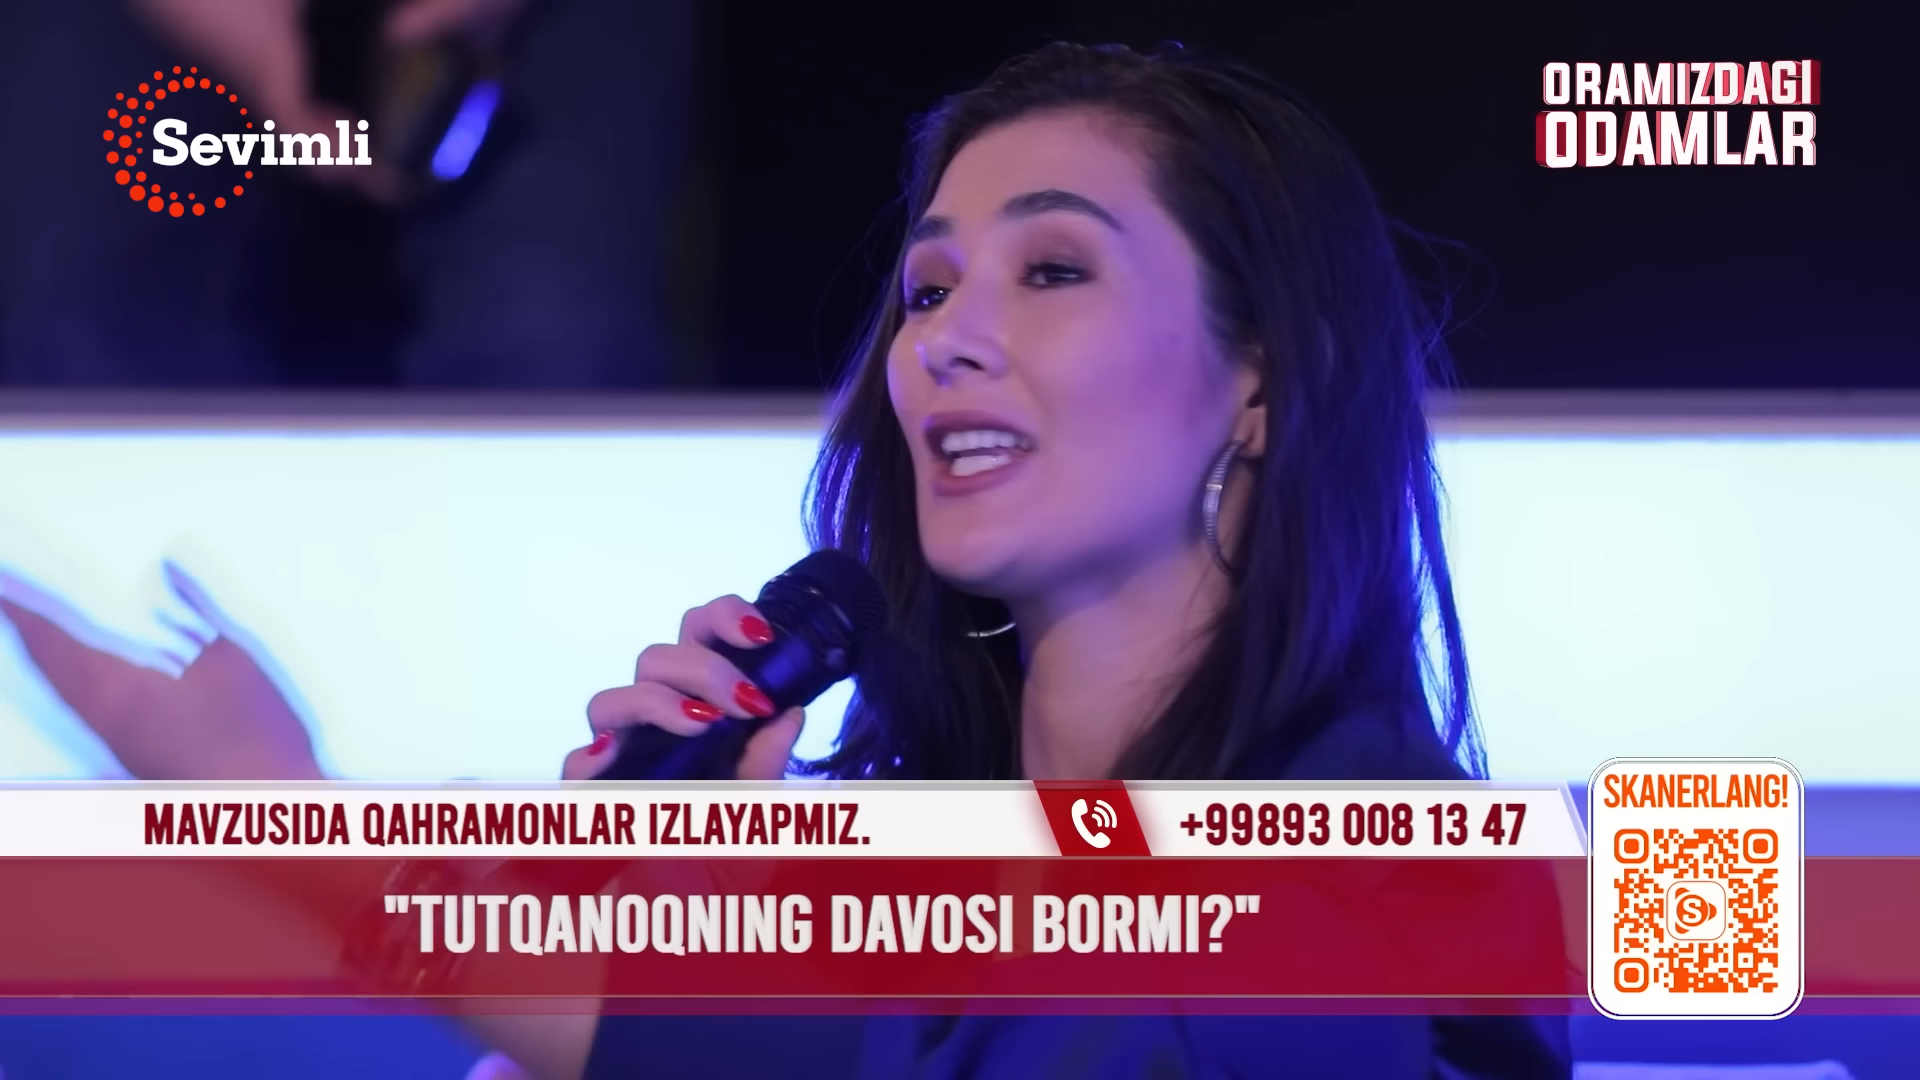 Sevimli
ORAMIZDAGI
ODAMLAR
MAVZUSIDA QAHRAMONLAR IZLAYAPMIZ.
+99893 008 13 47
SKANERLANG!
"TUTQANOQNING DAVOSI BORMI?"
S